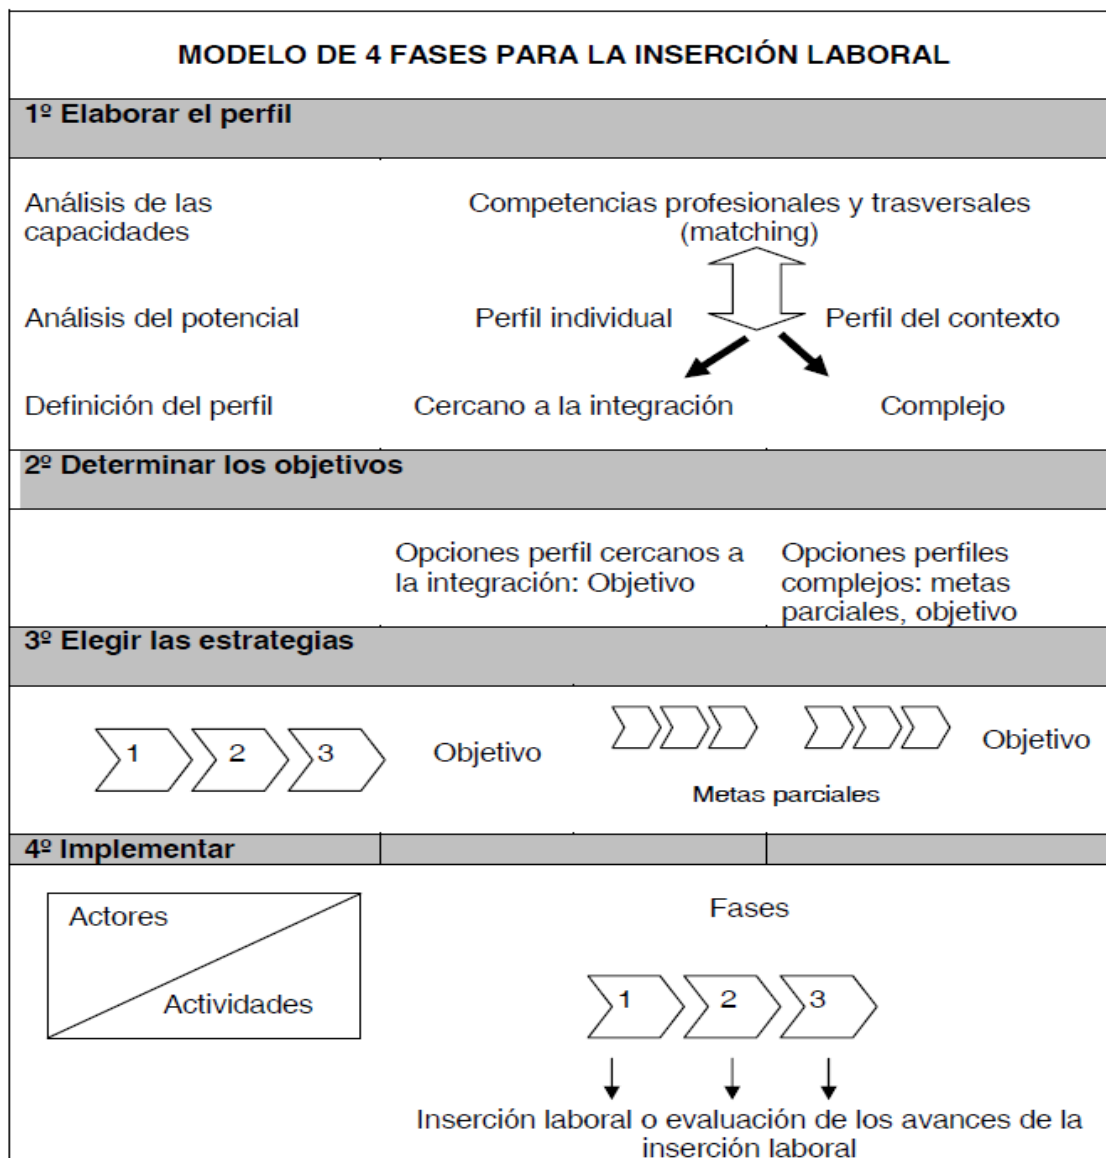 MODELO DE 4 FASES PARA LA INSERCIÓN LABORAL
1º Elaborar el perfil
Análisis de las
capacidades
Competencias profesionales y trasversales
(matching)
Análisis del potencial
Perfil individual
Perfil del contexto
Definición del perfil
Cercano a la integración
Complejo
2º Determinar los objetivos
Opciones perfil cercanos a
la integración: Objetivo
Opciones perfiles
complejos: metas
parciales, objetivo
3º Elegir las estrategias
1 2 3
Objetivo
Objetivo
Metas parciales
4º Implementar
Actores
Actividades
Fases
1 2 3
Inserción laboral o evaluación de los avances de la
inserción laboral